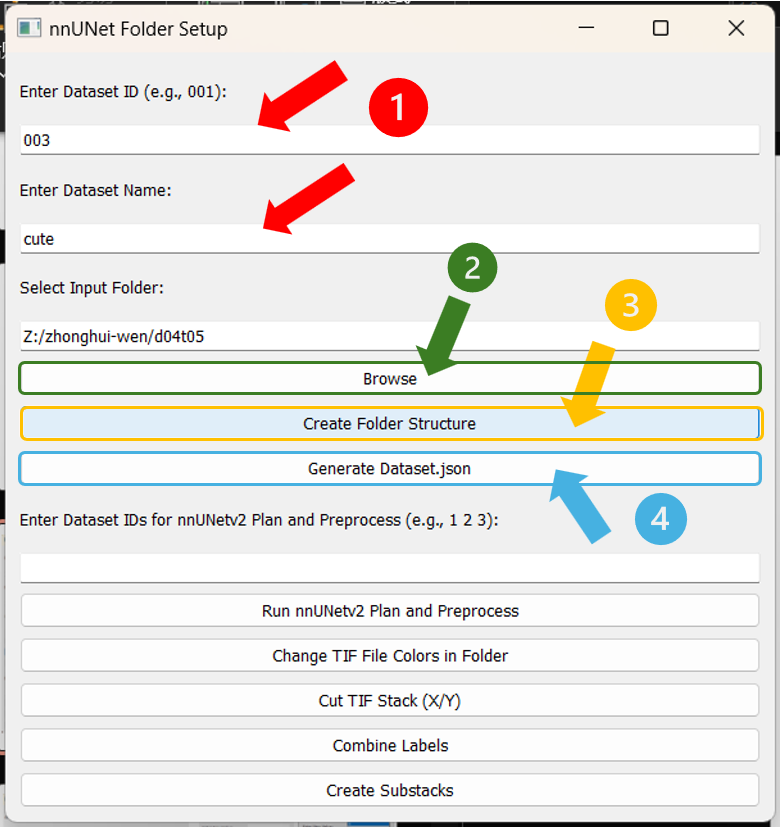 nnUNet Folder Setup
Enter Dataset ID (e.g., 001):
1
003
Enter Dataset Name:
cute
2
Select Input Folder:
3
Z:/zhonghui-wen/d04t05
Browse
Create Folder Structure
Generate Dataset.json
Enter Dataset IDs for nnUNetv2 Plan and Preprocess (e.g., 1 2 3):
4
Run nnUNetv2 Plan and Preprocess
Change TIF File Colors in Folder
Cut TIF Stack (X/Y)
Combine Labels
Create Substacks